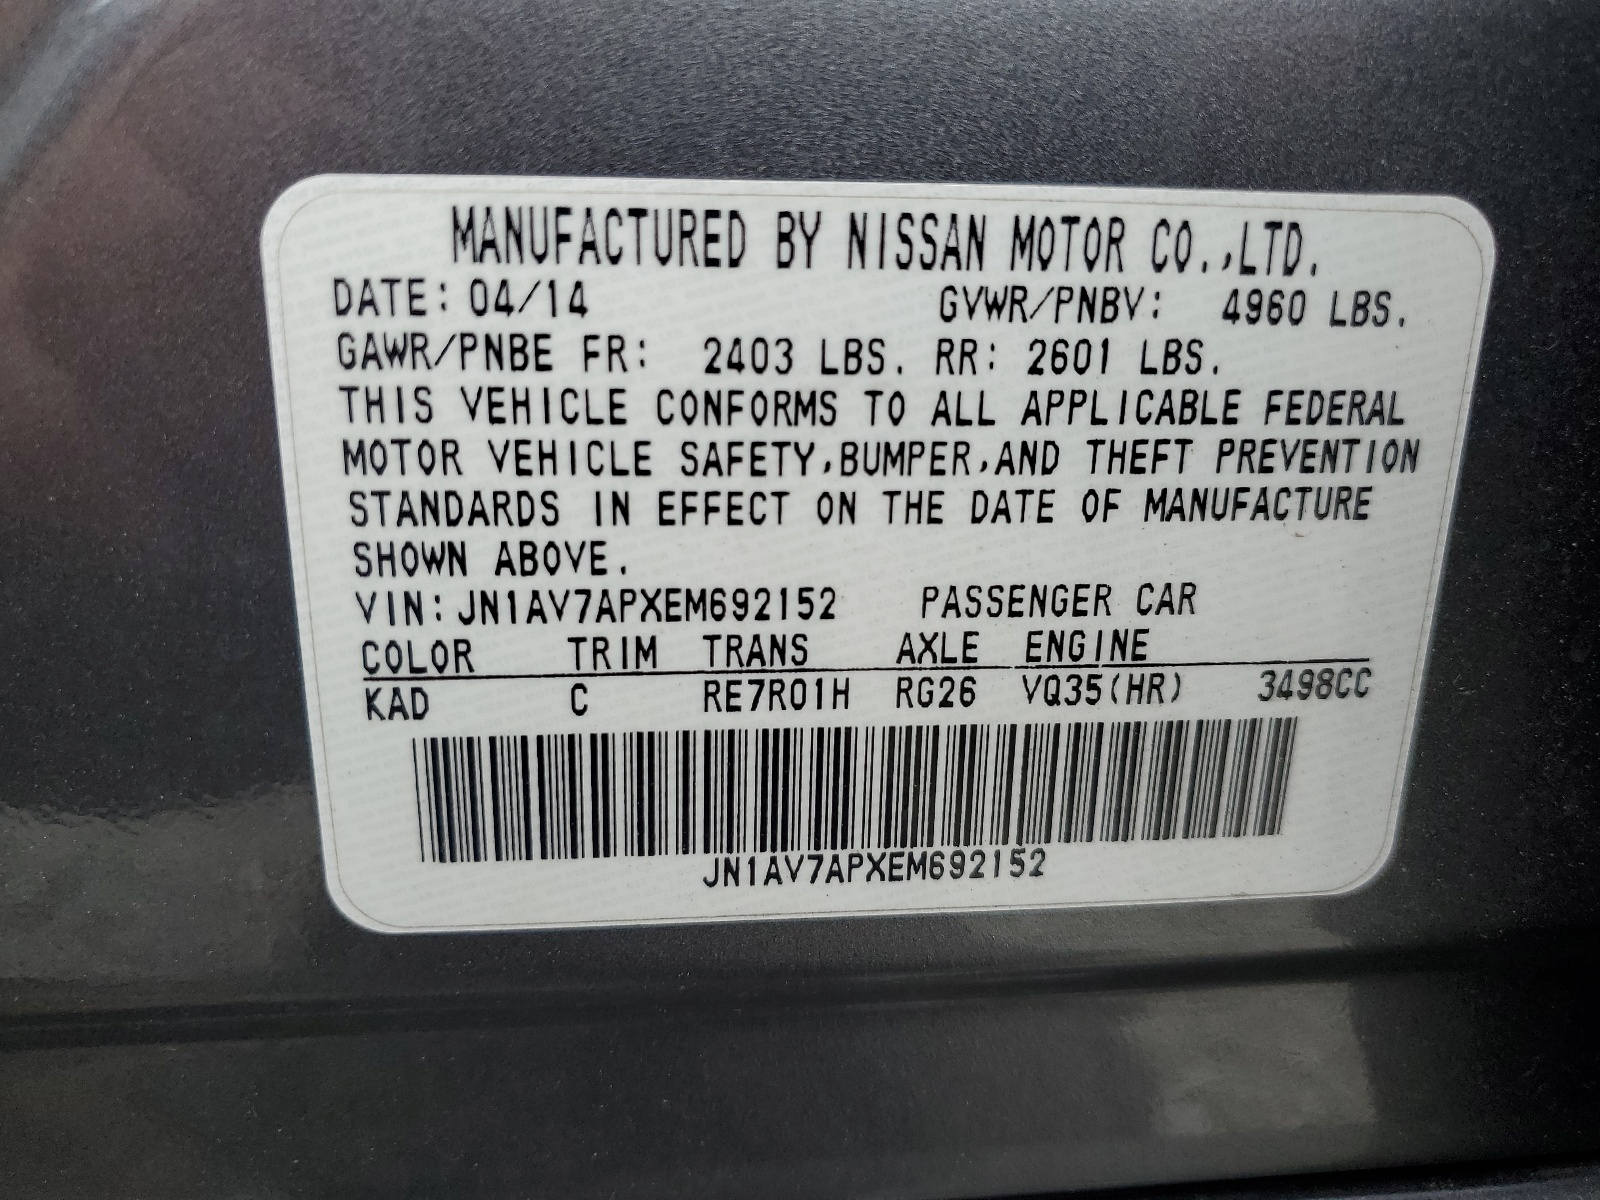 MANUFACTURED BY NISSAN MOTOR CO.,LTD.
DATE: 04/14 GVWR/PNBV: 4960 LBS.
GAWR/PNBE FR: 2403 LBS. RR: 2601 LBS.
THIS VEHICLE CONFORMS TO ALL APPLICABLE FEDERAL
MOTOR VEHICLE SAFETY,BUMPER,AND THEFT PREVENTION
STANDARDS IN EFFECT ON THE DATE OF MANUFACTURE
SHOWN ABOVE.
VIN: JN1AV7APXEM692152 PASSENGER CAR
COLOR TRIM TRANS AXLE ENGINE
KAD C RE7R01H RG26 VQ35(HR) 3498CC
JN1AV7APXEM692152